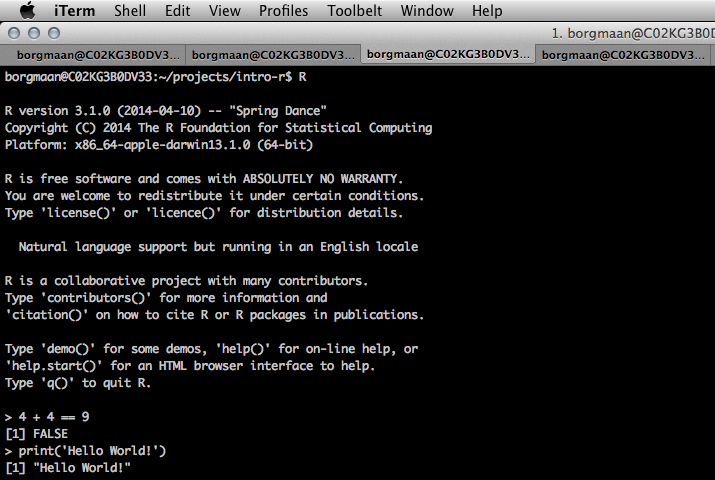 iTerm Shell Edit View Profiles Toolbelt Window Help
1. borgmaan@C02KG3B0D
borgmaan@C02KG3B0DV3... borgmaan@C02KG3B0DV3... borgmaan@C02KG3B0DV3... borgmaan@C02KG3B0DV3...
borgmaan@C02KG3B0DV33:~/projects/intro-r$ R
R version 3.1.0 (2014-04-10) -- "Spring Dance"
Copyright (C) 2014 The R Foundation for Statistical Computing
Platform: x86_64-apple-darwin13.1.0 (64-bit)
R is free software and comes with ABSOLUTELY NO WARRANTY.
You are welcome to redistribute it under certain conditions.
Type 'license()' or 'licence()' for distribution details.
Natural language support but running in an English locale
R is a collaborative project with many contributors.
Type 'contributors()' for more information and
'citation()' on how to cite R or R packages in publications.
Type 'demo()' for some demos, 'help()' for on-line help, or
'help.start()' for an HTML browser interface to help.
Type 'q()' to quit R.
> 4 + 4 == 9
[1] FALSE
> print('Hello World!')
[1] "Hello World!"